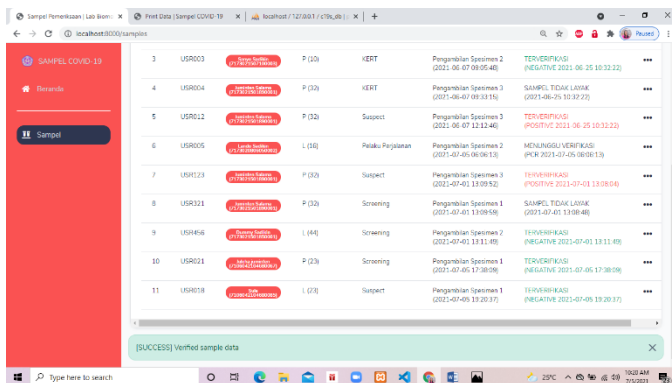 Sampel Pemeriksaan | Lab Biom
Print Data | Sampel COVID-19
localhost / 127.0.0.1 / c19s_db |
localhost:8000/samples
Paused
SAMPEL COVID-19
Beranda
Sampel
3 USR003 P (10) KERT Pengambilan Spesimen 2 TERVERIFIKASI
(2021-06-07 09:05:48) (NEGATIVE 2021-06-25 10:32:22)
4 USR004 P (32) KERT Pengambilan Spesimen 3 SAMPEL TIDAK LAYAK
(2021-06-07 09:33:15) (2021-06-25 10:32:22)
5 USR012 P (32) Suspect Pengambilan Spesimen 3 TERVERIFIKASI
(2021-06-07 12:12:46) (POSITIVE 2021-06-25 10:32:22)
6 USR005 L (16) Pelaku Perjalanan Pengambilan Spesimen 2 MENUNGGU VERIFIKASI
(2021-07-05 06:06:13) (PCR 2021-07-05 06:06:13)
7 USR123 P (32) Suspect Pengambilan Spesimen 3 TERVERIFIKASI
(2021-07-01 13:09:52) (POSITIVE 2021-07-01 13:08:04)
8 USR321 P (32) Screening Pengambilan Spesimen 1 SAMPEL TIDAK LAYAK
(2021-07-01 13:09:59) (2021-07-01 13:08:48)
9 USR456 L (44) Screening Pengambilan Spesimen 2 TERVERIFIKASI
(2021-07-01 13:11:49) (NEGATIVE 2021-07-01 13:11:49)
10 USR021 P (23) Screening Pengambilan Spesimen 1 TERVERIFIKASI
(2021-07-05 17:38:09) (NEGATIVE 2021-07-05 17:38:09)
11 USR018 L (23) Suspect Pengambilan Spesimen 1 TERVERIFIKASI
(2021-07-05 19:20:37) (NEGATIVE 2021-07-05 19:20:37)
[SUCCESS] Verified sample data
Type here to search
25°C
10:20 AM
7/5/2021